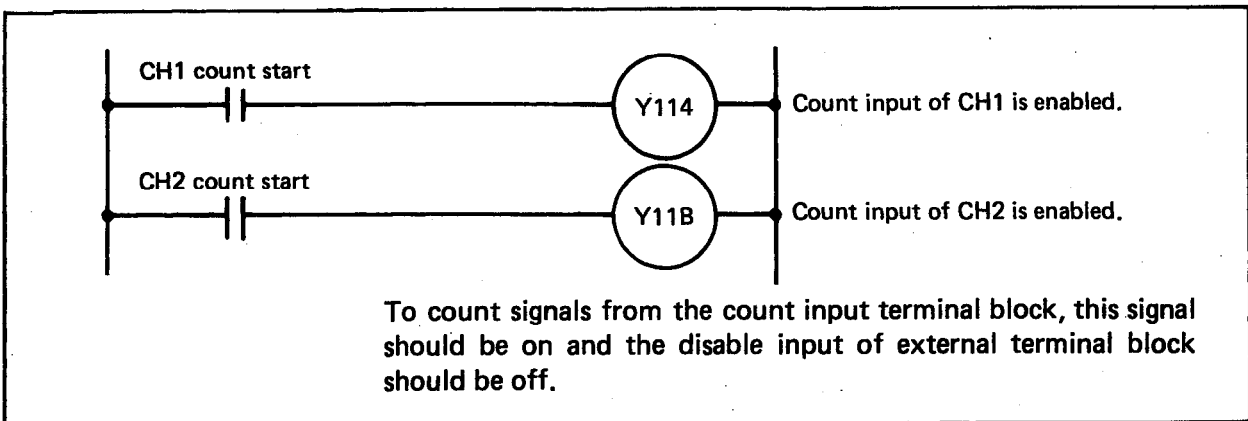 CH1 count start
Y114
Count input of CH1 is enabled.
CH2 count start
Y11B
Count input of CH2 is enabled.
To count signals from the count input terminal block, this signal
should be on and the disable input of external terminal block
should be off.